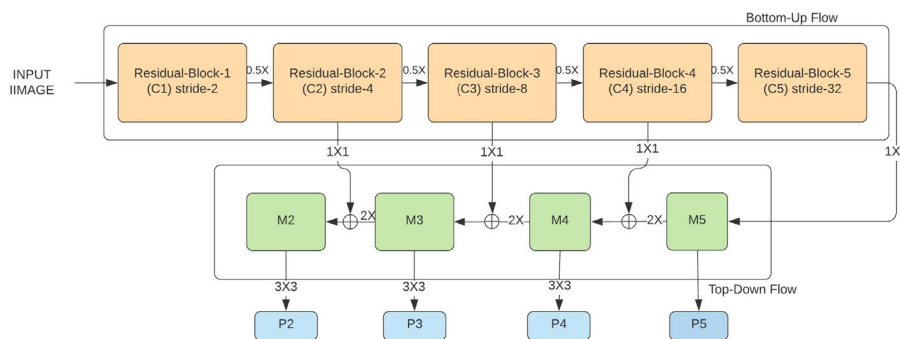 Bottom-Up Flow
INPUT
IIMAGE
Residual-Block-1
(C1) stride-2
0.5X
Residual-Block-2
(C2) stride-4
0.5X
Residual-Block-3
(C3) stride-8
0.5X
Residual-Block-4
(C4) stride-16
0.5X
Residual-Block-5
(C5) stride-32
1X1
1X1
1X1
1X
M2
2X
M3
2X
M4
2X
M5
3X3
3X3
3X3
Top-Down Flow
P2
P3
P4
P5